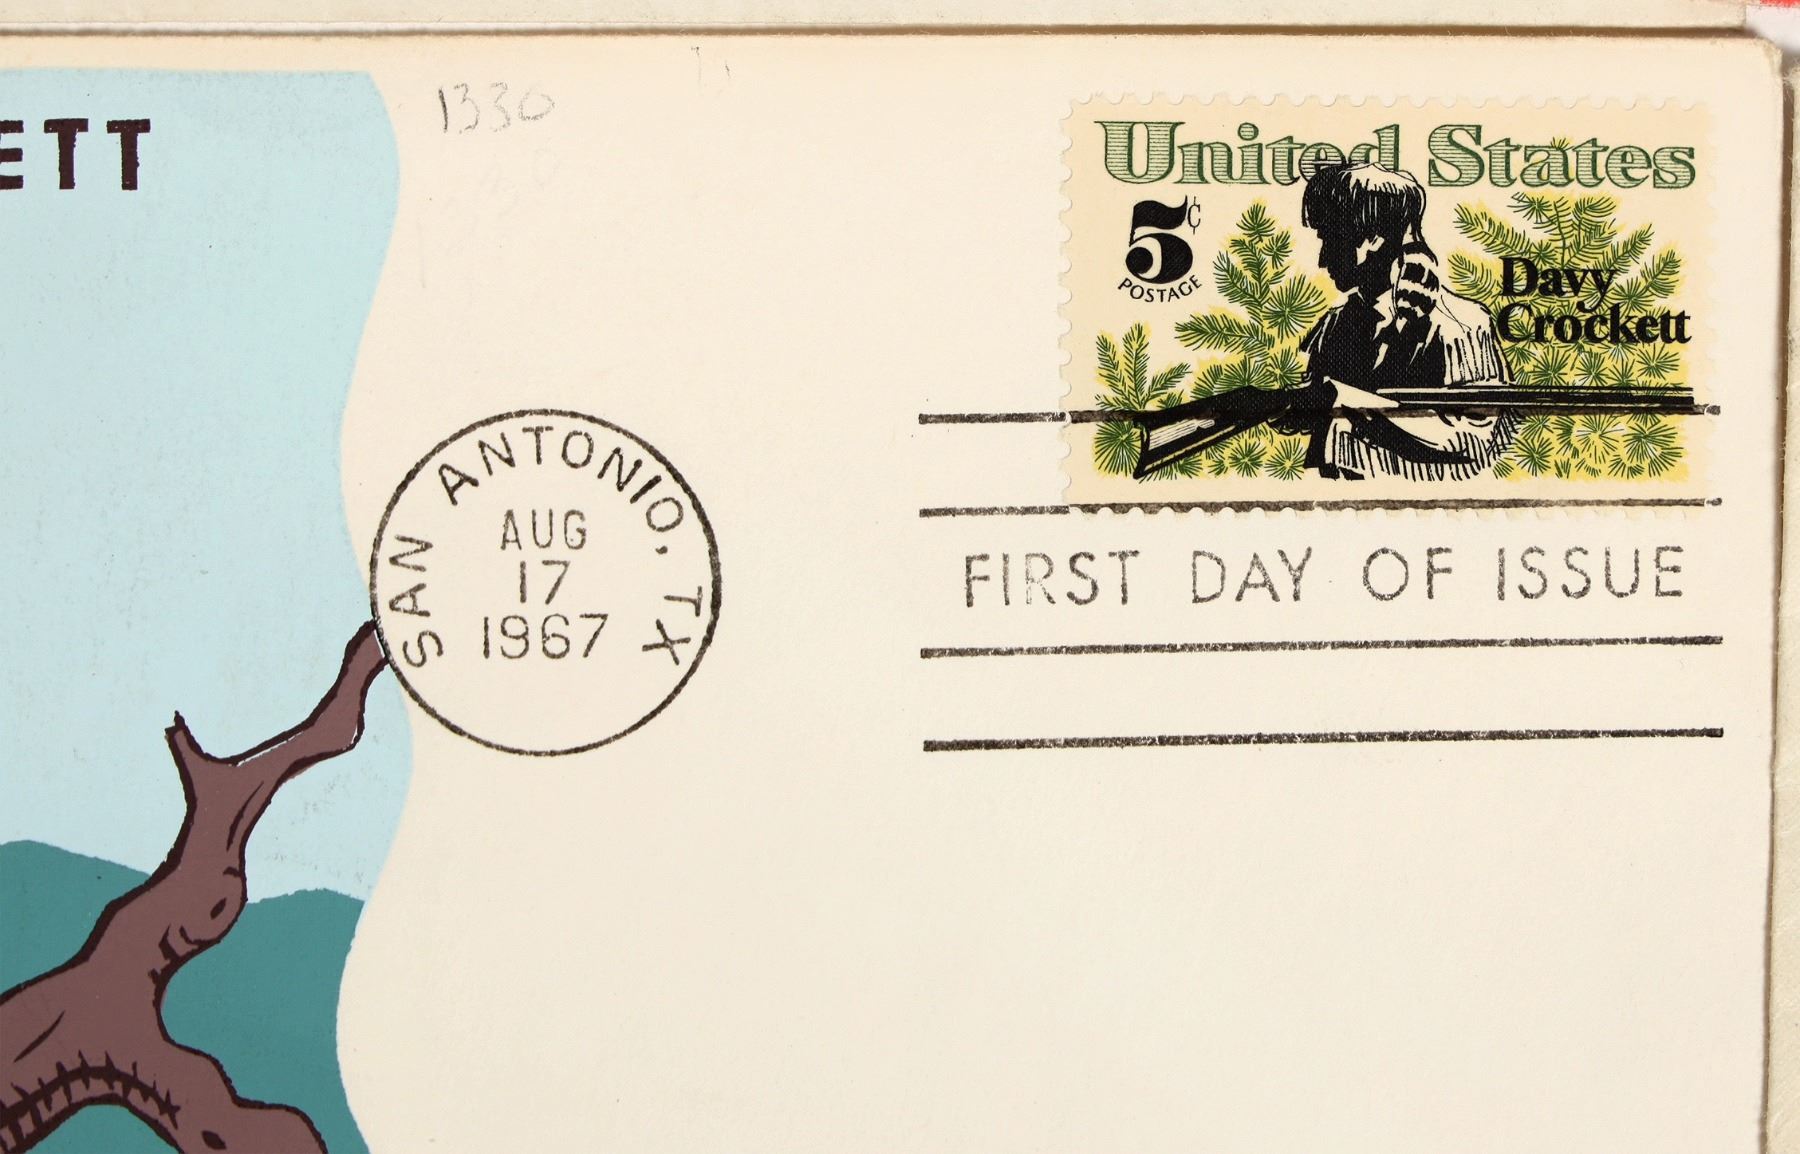 ETT
1330
United States
5¢
POSTAGE
Davy
Crockett
SAN ANTONIO, TX
AUG
17
1967
FIRST DAY OF ISSUE